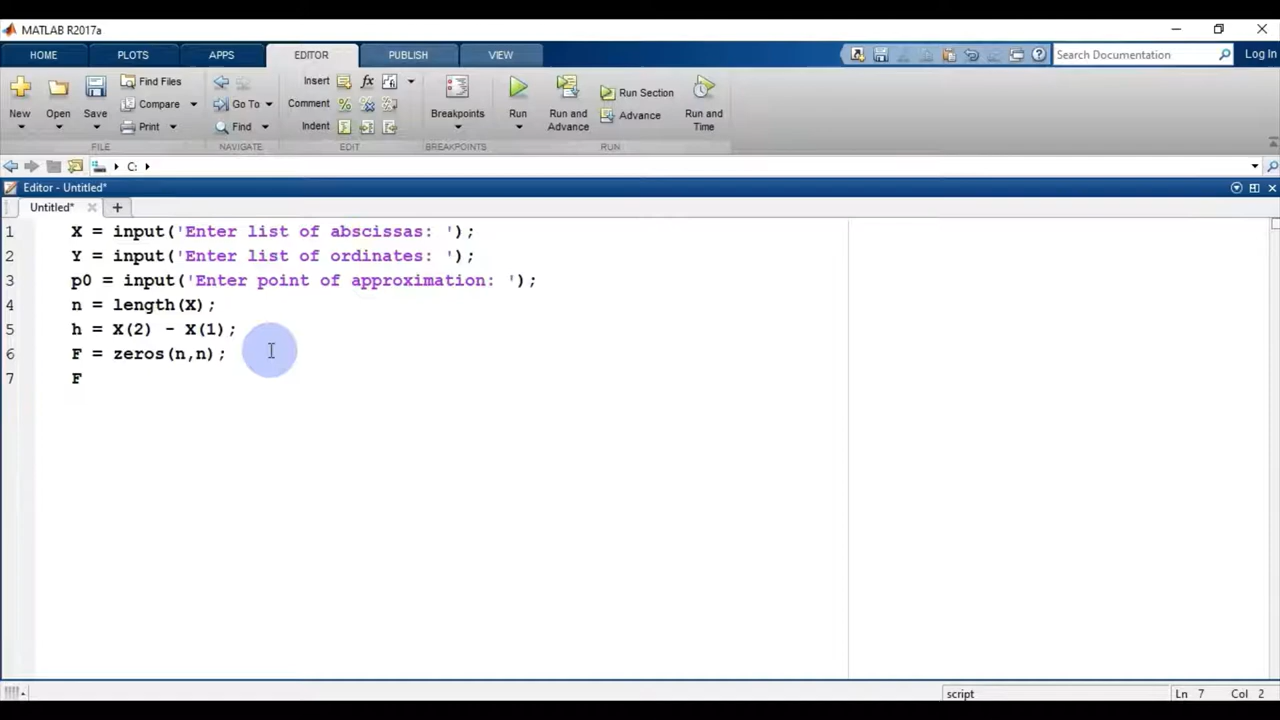 MATLAB R2017a
HOME PLOTS APPS EDITOR PUBLISH VIEW Search Documentation Log In
New Open Save Find Files Compare Print Go To Find Insert fx Comment % Indent Breakpoints Run Run and Advance Run Section Advance Run and Time
FILE NAVIGATE EDIT BREAKPOINTS RUN
C:
Editor - Untitled*
Untitled*
1 X = input('Enter list of abscissas: ');
2 Y = input('Enter list of ordinates: ');
3 p0 = input('Enter point of approximation: ');
4 n = length(X);
5 h = X(2) - X(1);
6 F = zeros(n,n);
7 F
script Ln 7 Col 2